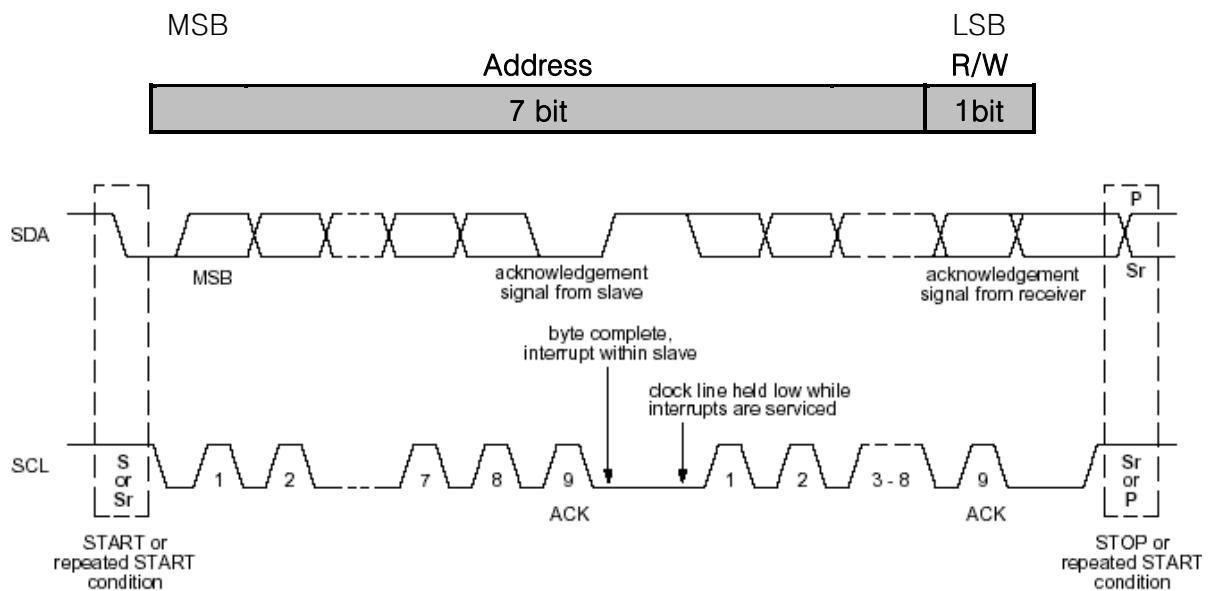 MSB LSB
Address R/W
7 bit 1bit
P
SDA
MSB
acknowledgement
signal from slave
acknowledgement
signal from receiver
Sr
byte complete,
interrupt within slave
clock line held low while
interrupts are serviced
SCL
S
or
Sr
1 2 7 8 9 1 2 3 - 8 9
Sr
or
P
ACK ACK
START or
repeated START
condition
STOP or
repeated START
condition